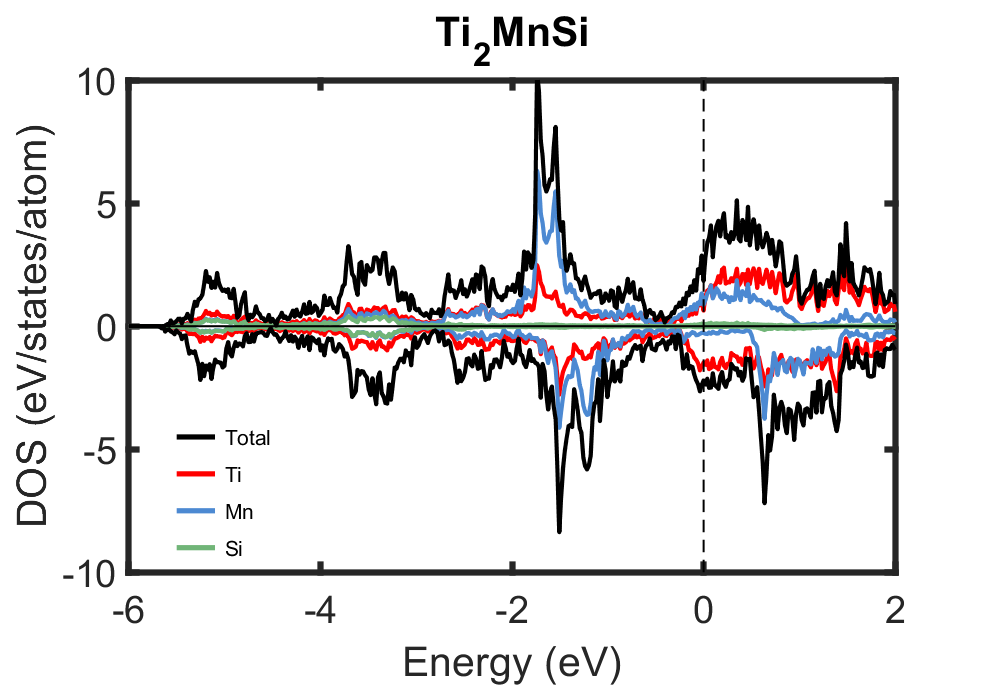 Ti2MnSi
DOS (eV/states/atom)
10
5
0
-5
-10
Total
Ti
Mn
Si
-6 -4 -2 0 2
Energy (eV)